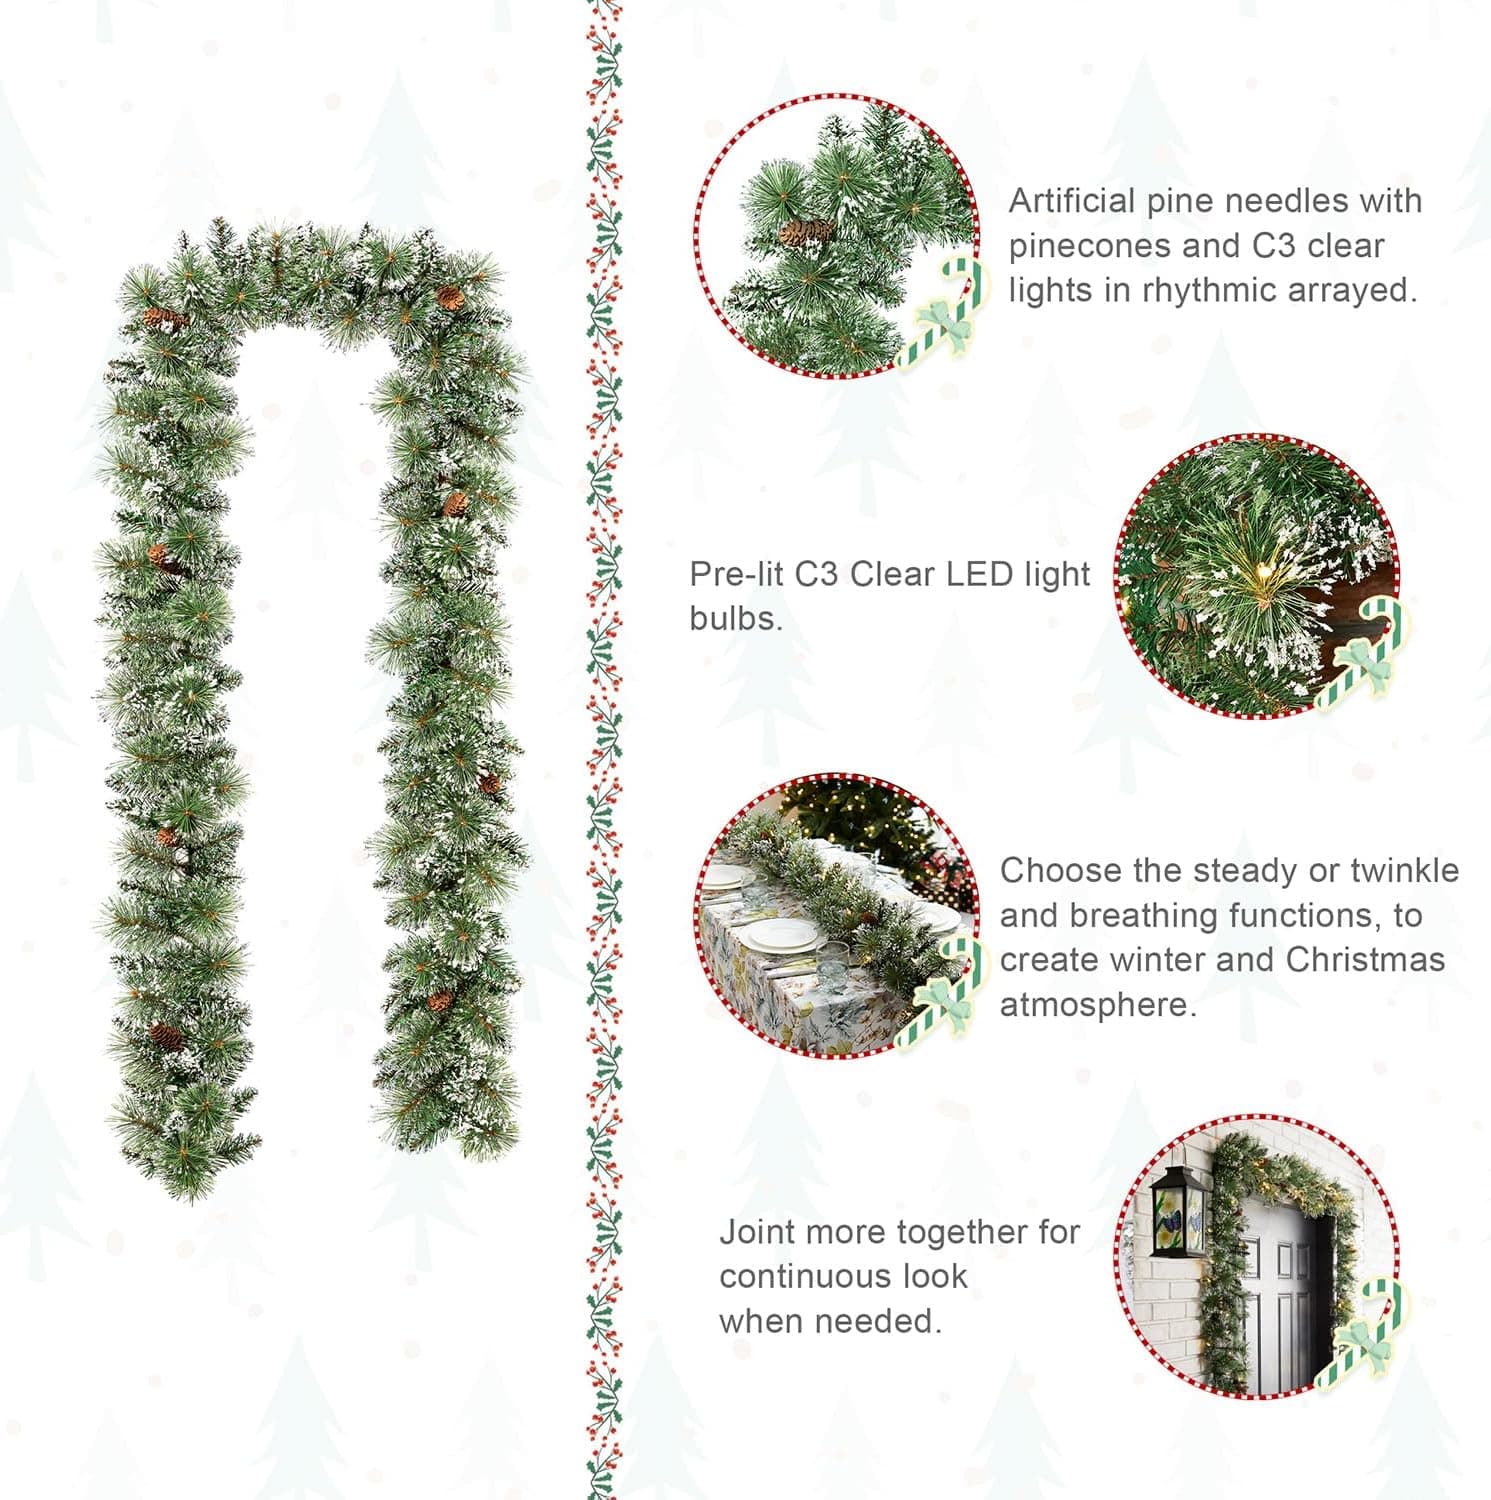 Artificial pine needles with
pinecones and C3 clear
lights in rhythmic arrayed.
Pre-lit C3 Clear LED light
bulbs.
Choose the steady or twinkle
and breathing functions, to
create winter and Christmas
atmosphere.
Joint more together for
continuous look
when needed.